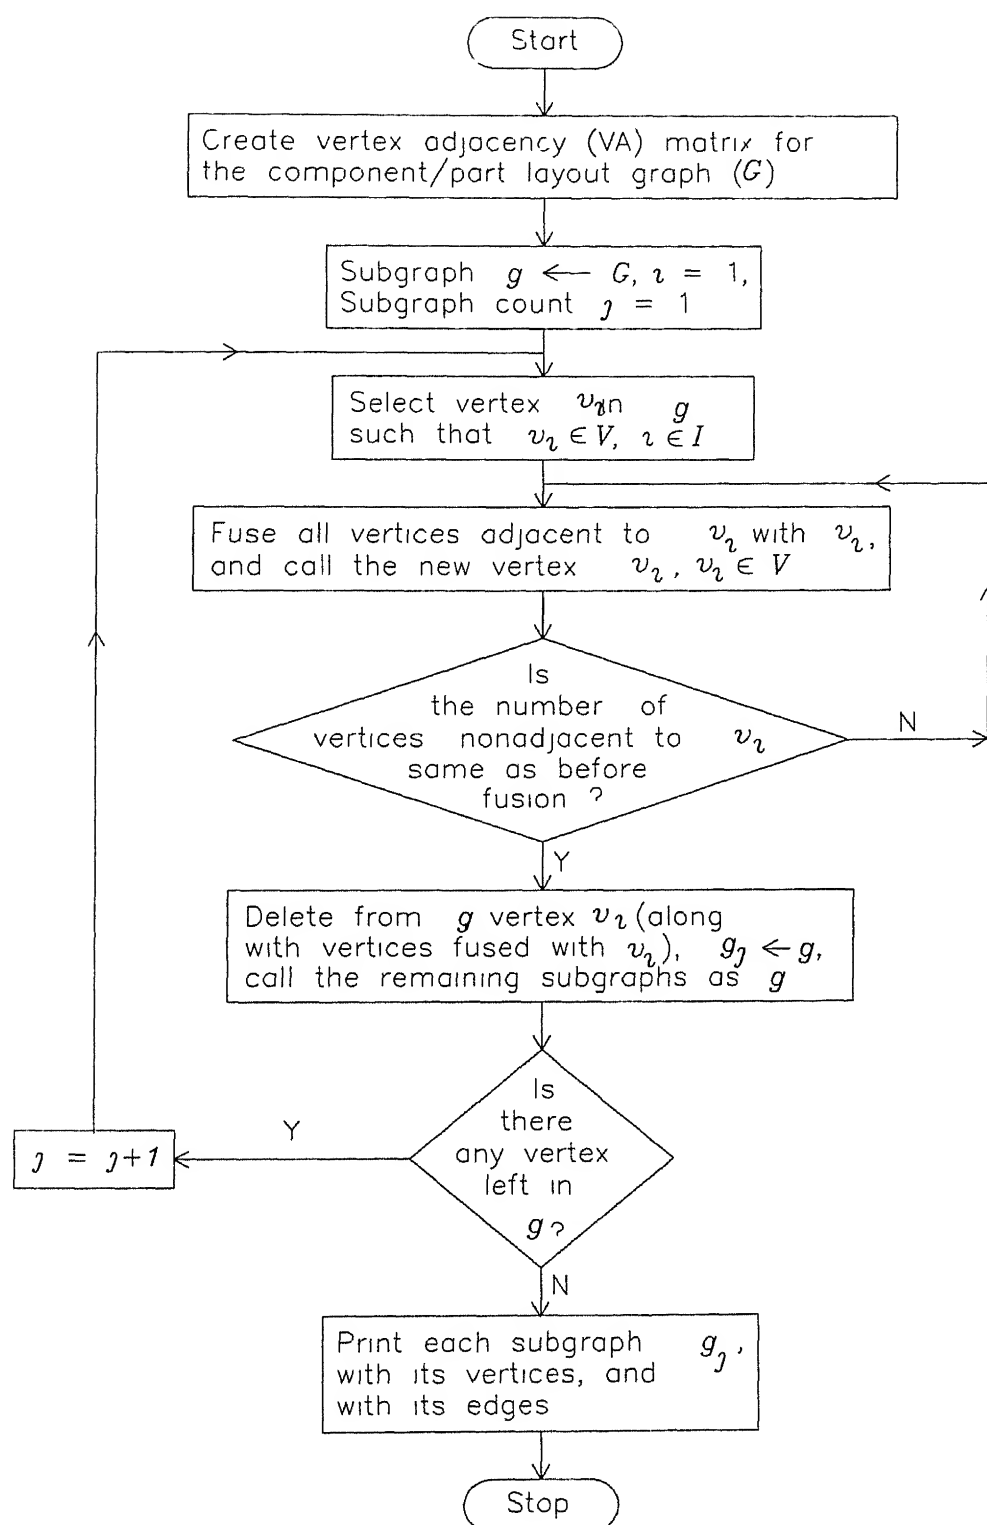 Start
Create vertex adjacency (VA) matrix for
the component/part layout graph (G)
Subgraph g ← G, i = 1,
Subgraph count j = 1
Select vertex v_i in g
such that v_i ∈ V, i ∈ I
Fuse all vertices adjacent to v_i with v_i,
and call the new vertex v_i, v_i ∈ V
Is
the number of
vertices nonadjacent to v_i
same as before
fusion ?
N
Y
Delete from g vertex v_i (along
with vertices fused with v_i), g_j ← g,
call the remaining subgraphs as g
Is
there
any vertex
left in
g?
Y
j = j+1
N
Print each subgraph g_j,
with its vertices, and
with its edges
Stop